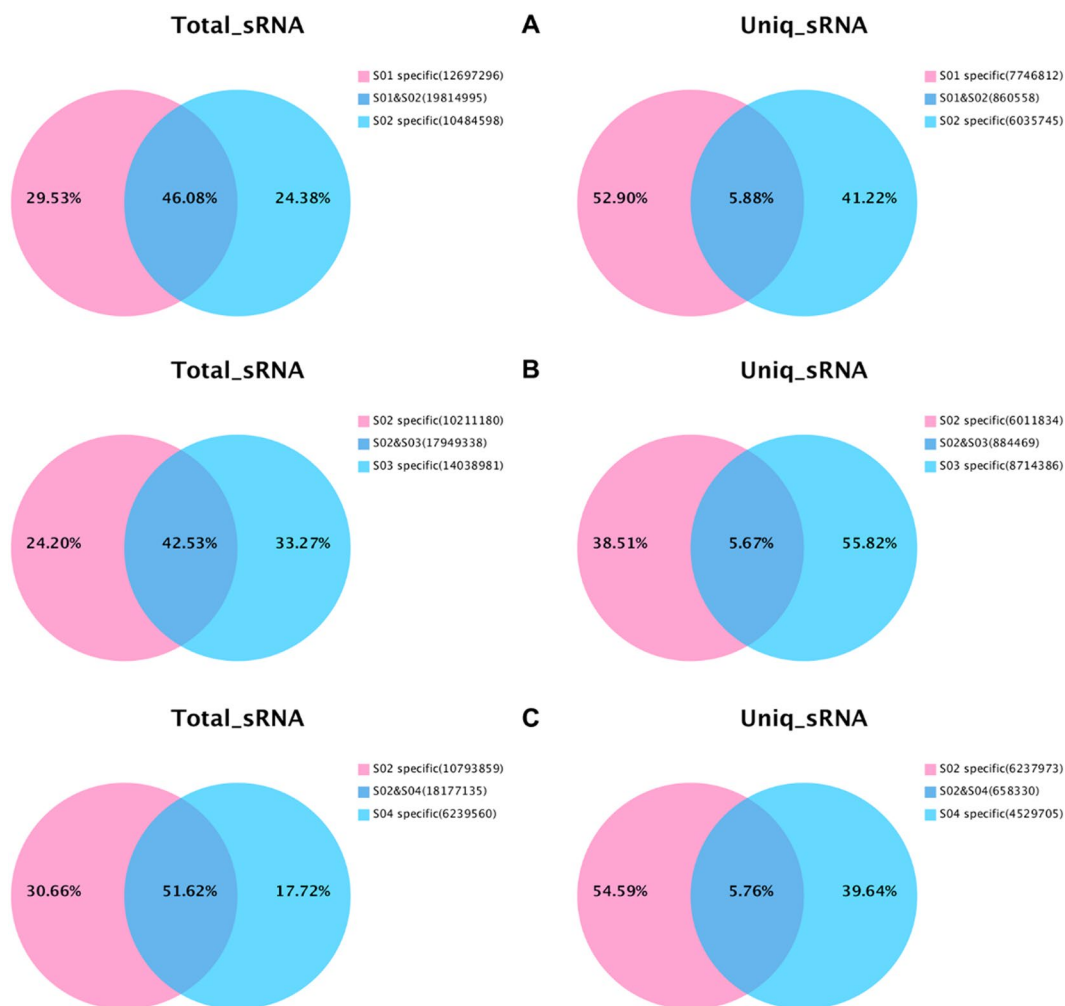 Total_sRNA
A
Uniq_sRNA
S01 specific(12697296)
S01&S02(19814995)
S02 specific(10484598)
29.53%
46.08%
24.38%
S01 specific(7746812)
S01&S02(860558)
S02 specific(6035745)
52.90%
5.88%
41.22%
Total_sRNA
B
Uniq_sRNA
S02 specific(10211180)
S02&S03(17949338)
S03 specific(14038981)
24.20%
42.53%
33.27%
S02 specific(6011834)
S02&S03(884469)
S03 specific(8714386)
38.51%
5.67%
55.82%
Total_sRNA
C
Uniq_sRNA
S02 specific(10793859)
S02&S04(18177135)
S04 specific(6239560)
30.66%
51.62%
17.72%
S02 specific(6237973)
S02&S04(658330)
S04 specific(4529705)
54.59%
5.76%
39.64%